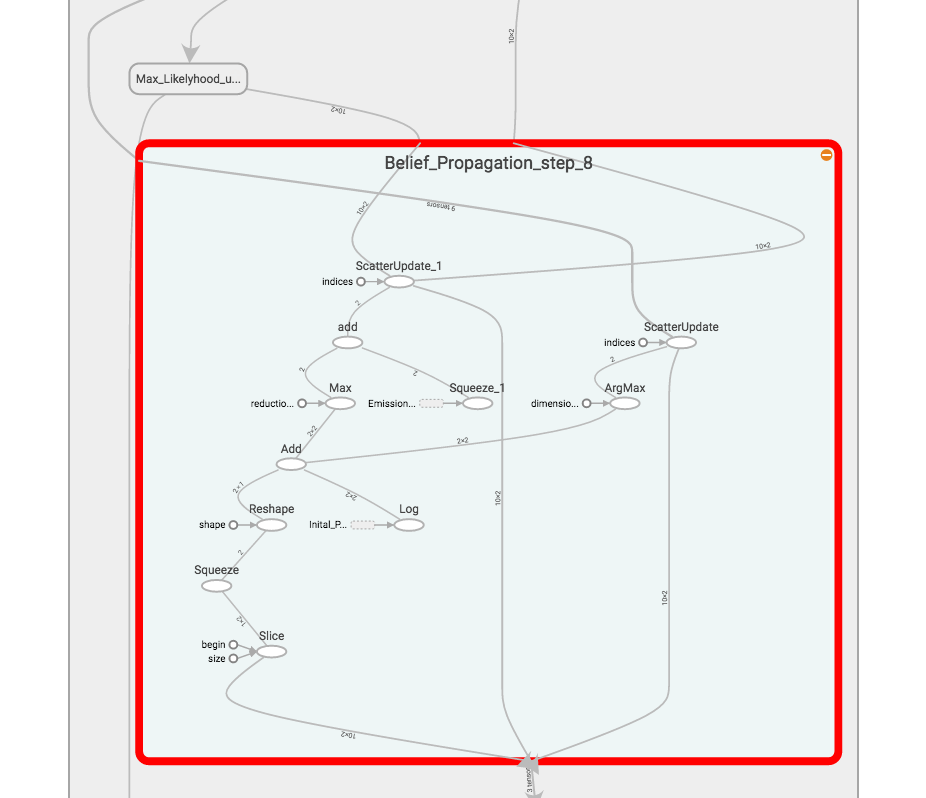 10×2
Max_Likelyhood_u...
10×2
Belief_Propagation_step_8
10×2
9 tensors
10×2
ScatterUpdate_1
indices
2
add
ScatterUpdate
indices
2
2
2
Max
reductio...
Squeeze_1
Emission...
ArgMax
dimensio...
2×2
2×2
Add
2×1
2×2
10×2
Reshape
shape
Log
Inital_P...
2
Squeeze
10×2
1×2
Slice
begin
size
10×2
3 tensors